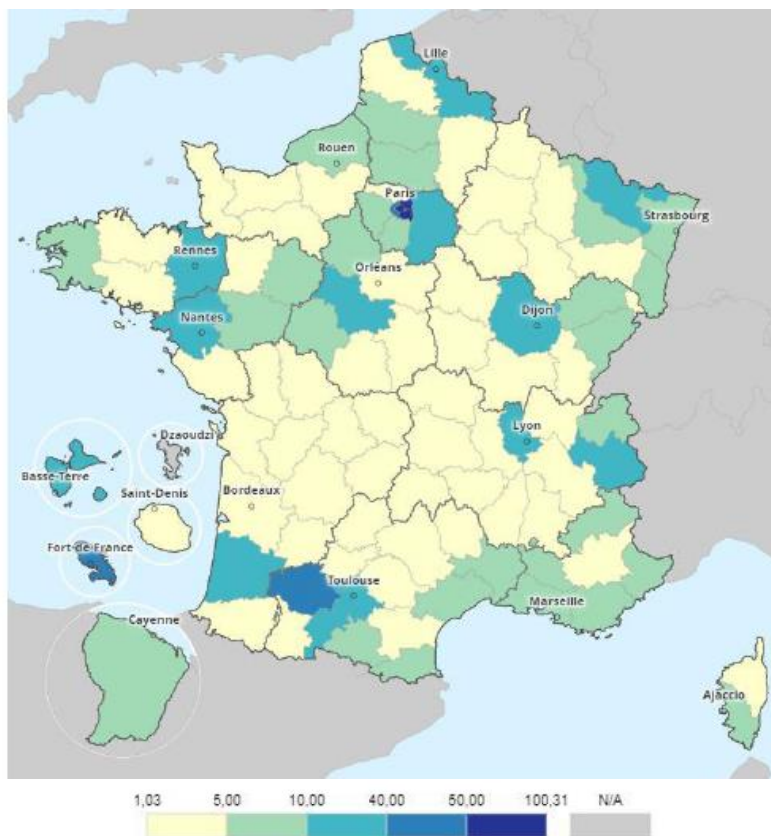 Lille
Rouen
Paris
Strasbourg
Rennes
Orléans
Nantes
Dijon
Lyon
Dzaoudzi
Basse-Terre
Saint-Denis
Bordeaux
Fort-de-France
Toulouse
Marseille
Cayenne
Ajaccio
1,03 5,00 10,00 40,00 50,00 100,31 N/A